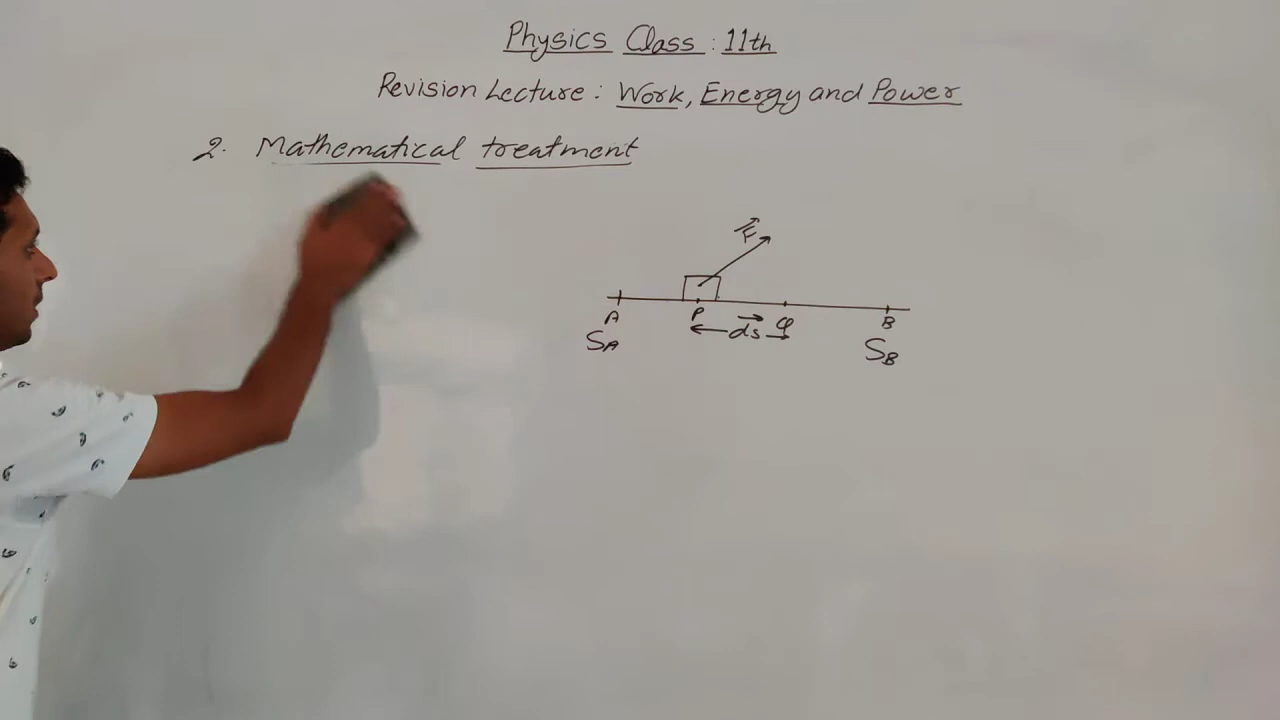 Physics Class : 11th
Revision Lecture : Work, Energy and Power
2. Mathematical treatment
F
A P ds Q B
SA SB